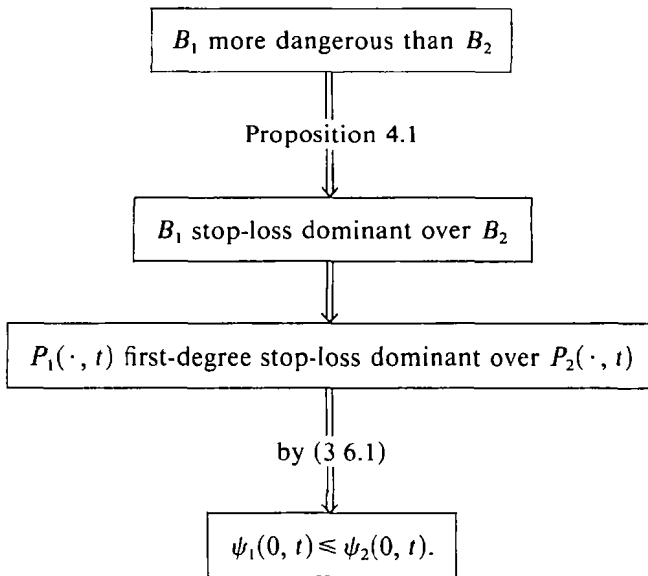 B₁ more dangerous than B₂
Proposition 4.1
B₁ stop-loss dominant over B₂
P₁(·, t) first-degree stop-loss dominant over P₂(·, t)
by (3 6.1)
ψ₁(0, t) ⩽ ψ₂(0, t).